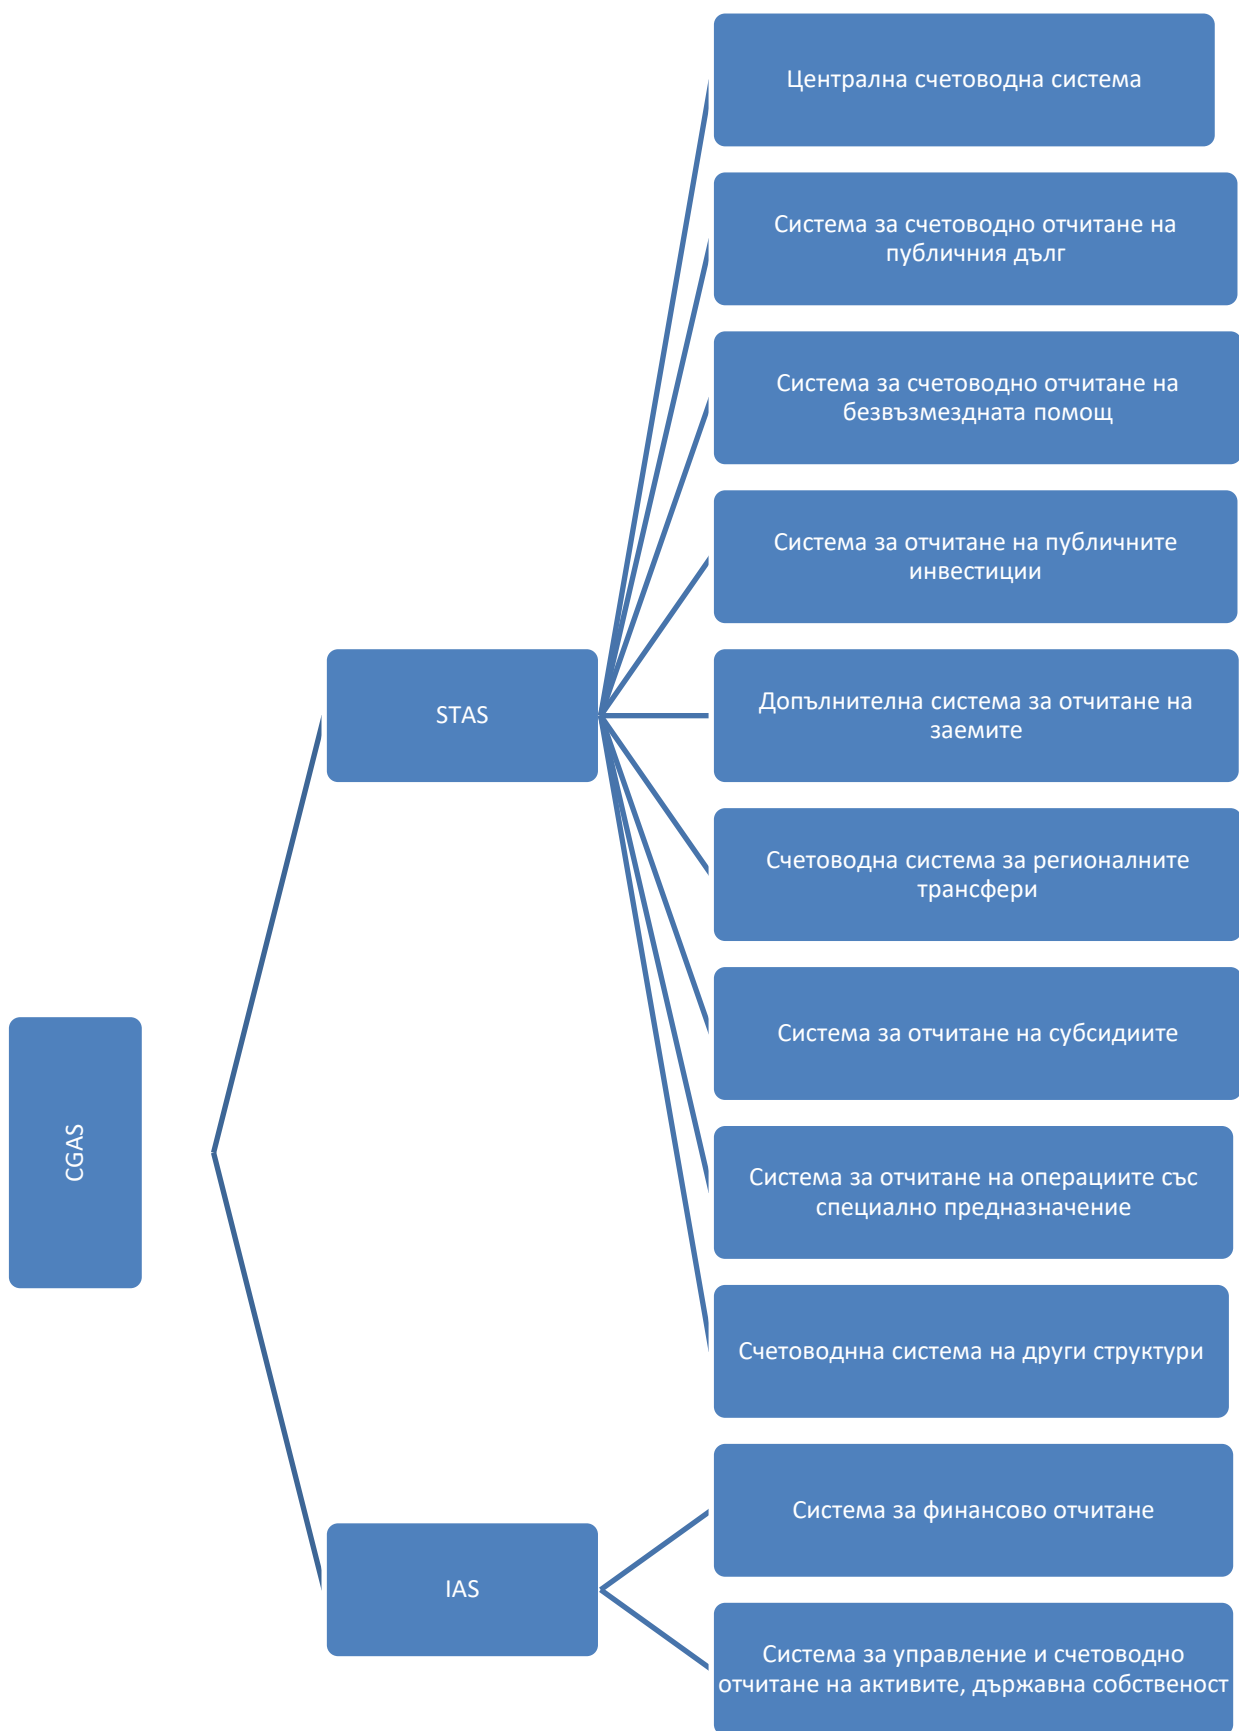 Централна счетоводна система
Система за счетоводно отчитане на
публичния дълг
Система за счетоводно отчитане на
безвъзмездната помощ
Система за отчитане на публичните
инвестиции
STAS
Допълнителна система за отчитане на
заемите
Счетоводна система за регионалните
трансфери
Система за отчитане на субсидиите
CGAS
Система за отчитане на операциите със
специално предназначение
Счетоводнна система на други структури
IAS
Система за финансово отчитане
Система за управление и счетоводно
отчитане на активите, държавна собственост